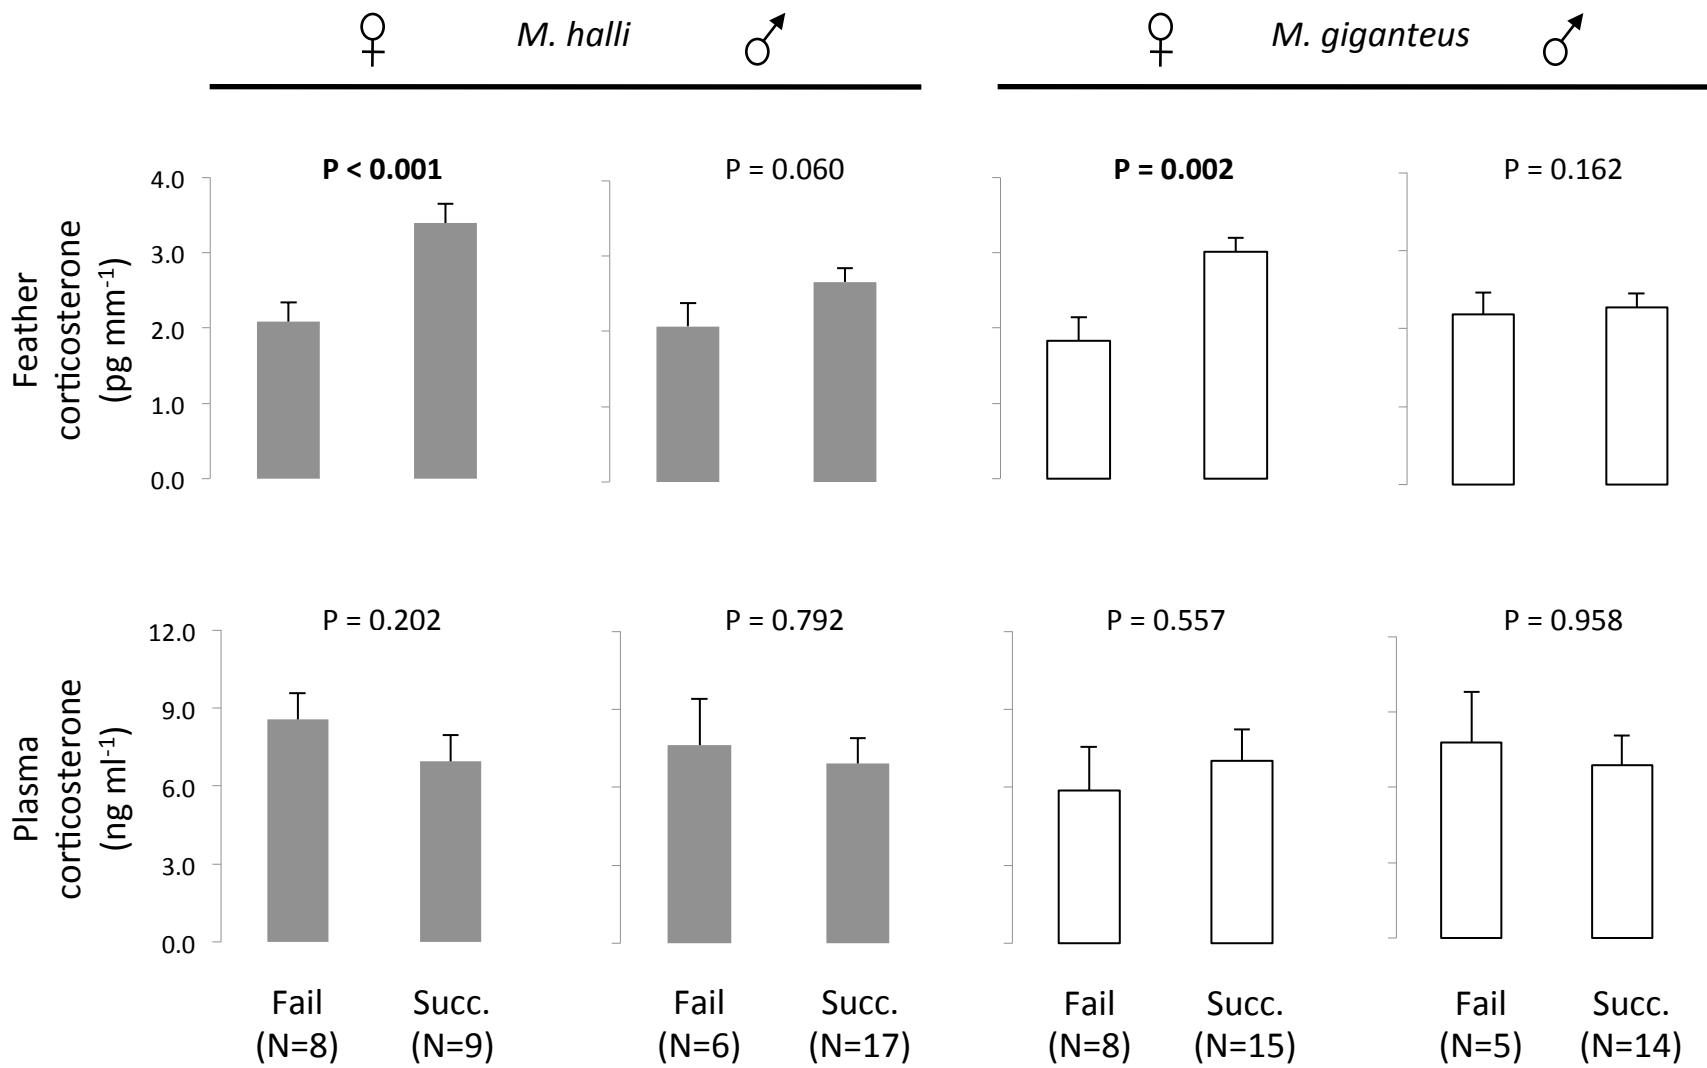 ♀ M. halli ♂ ♀ M. giganteus ♂
P < 0.001 P = 0.060 P = 0.002 P = 0.162
Feather
corticosterone
(pg mm⁻¹)
4.0
3.0
2.0
1.0
0.0
P = 0.202 P = 0.792 P = 0.557 P = 0.958
Plasma
corticosterone
(ng ml⁻¹)
12.0
9.0
6.0
3.0
0.0
Fail Succ. Fail Succ. Fail Succ. Fail Succ.
(N=8) (N=9) (N=6) (N=17) (N=8) (N=15) (N=5) (N=14)